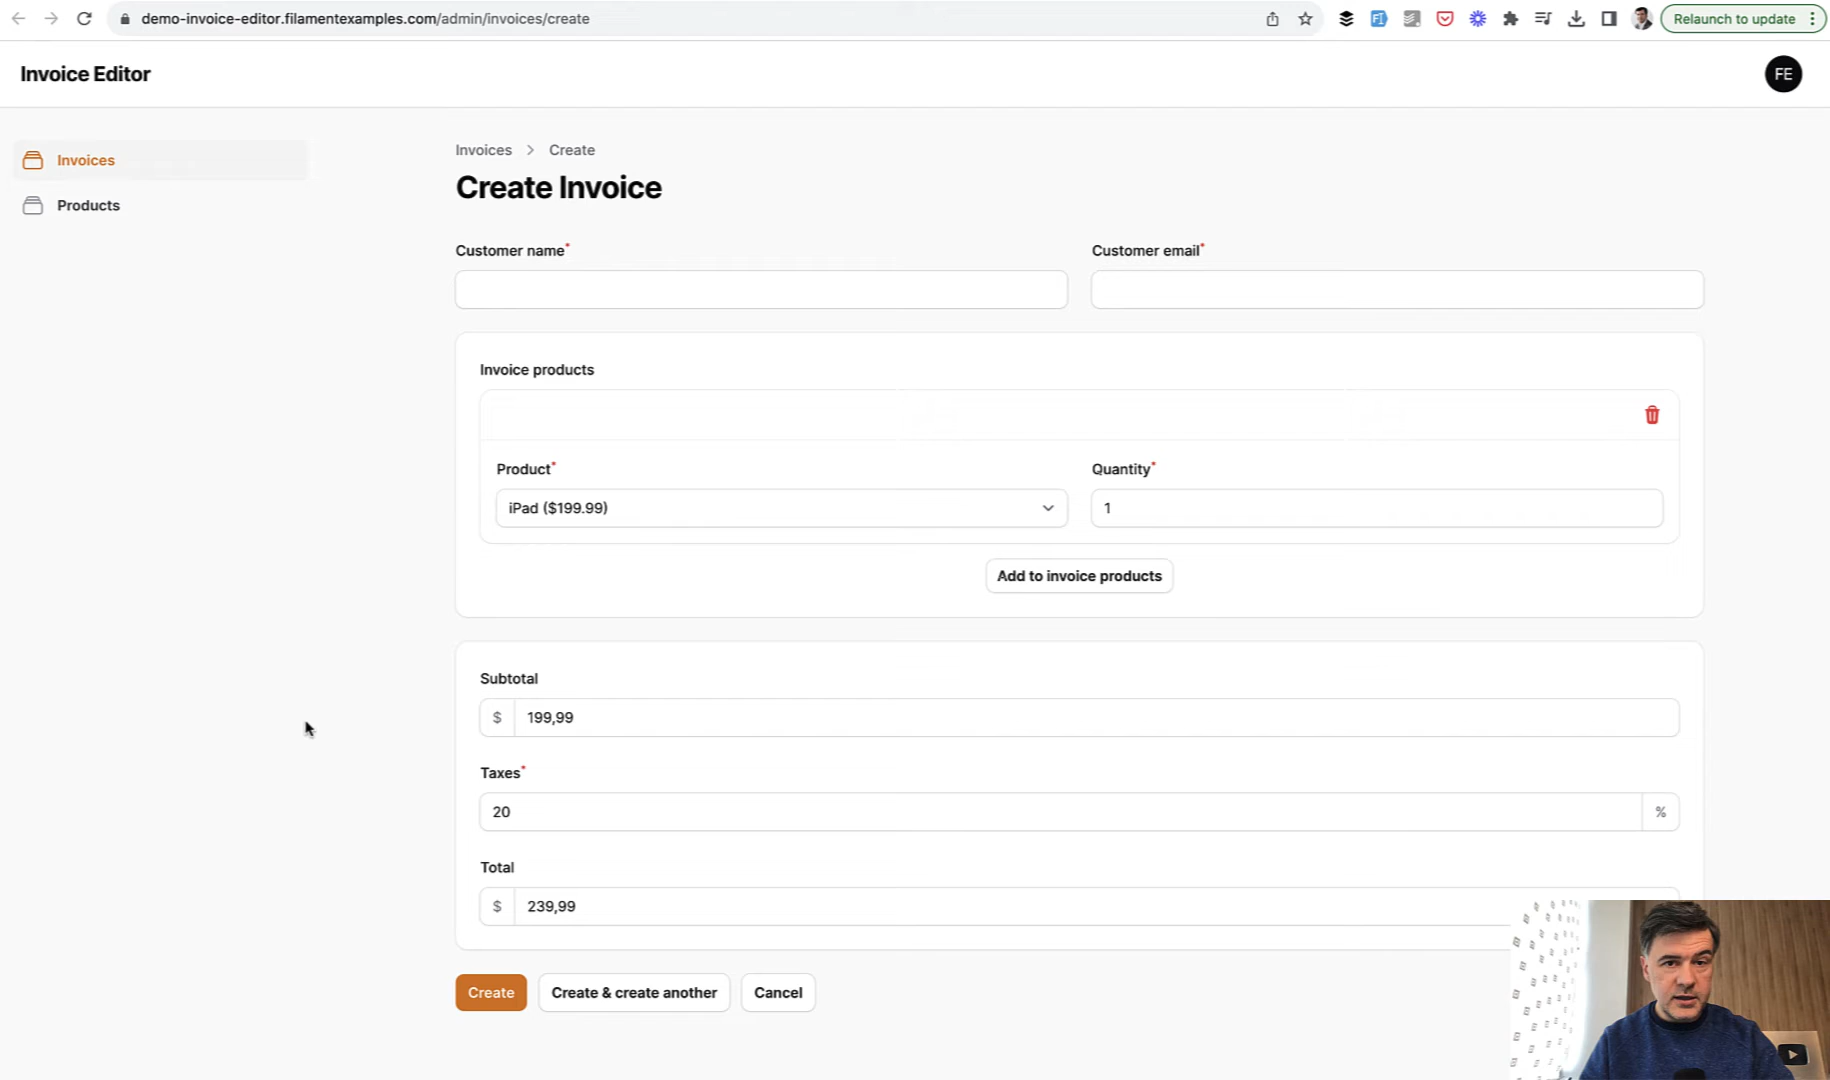 demo-invoice-editor.filamentexamples.com/admin/invoices/create
Relaunch to update
Invoice Editor
FE
Invoices
Products
Invoices > Create
Create Invoice
Customer name*
Customer email*
Invoice products
Product*
Quantity*
iPad ($199.99)
1
Add to invoice products
Subtotal
$ 199,99
Taxes*
20 %
Total
$ 239,99
Create
Create & create another
Cancel